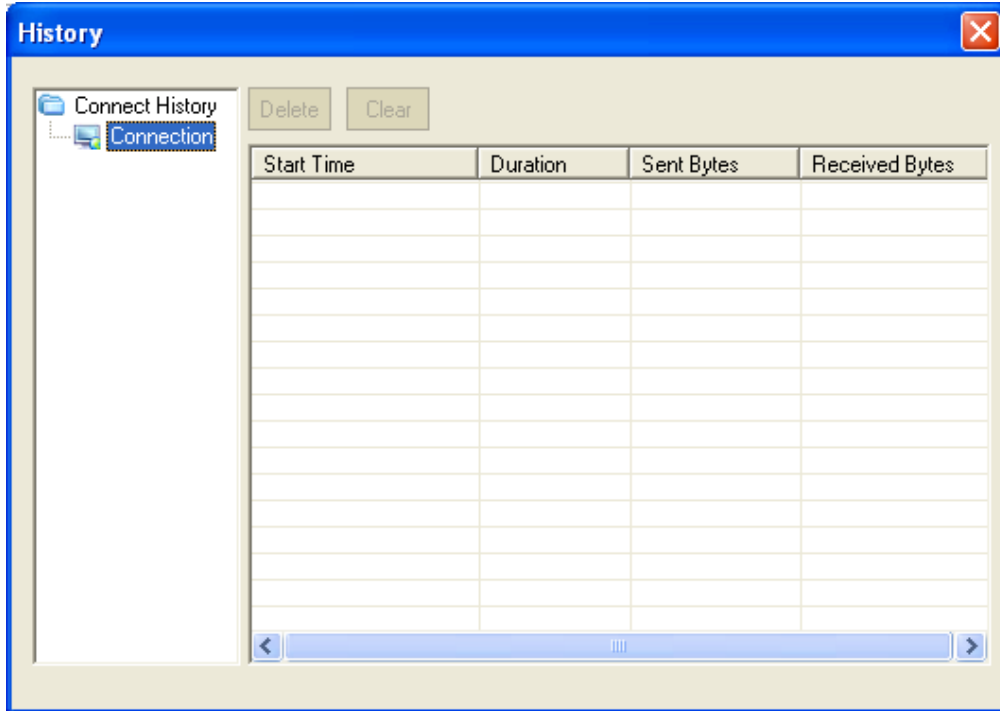 History
Connect History
Connection
Delete Clear
Start Time Duration Sent Bytes Received Bytes